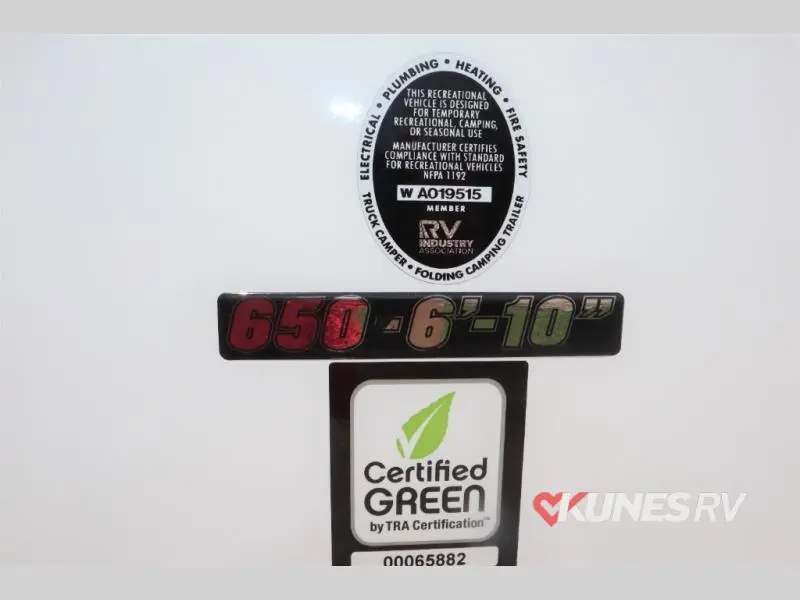 ELECTRICAL • PLUMBING • HEATING • FIRE SAFETY
THIS RECREATIONAL
VEHICLE IS DESIGNED
FOR TEMPORARY
RECREATIONAL, CAMPING,
OR SEASONAL USE
MANUFACTURER CERTIFIES
COMPLIANCE WITH STANDARD
FOR RECREATIONAL VEHICLES
NFPA 1192
W A019515
MEMBER
RV
INDUSTRY
ASSOCIATION
TRUCK CAMPER • FOLDING CAMPING TRAILER
650 - 6'-10"
Certified
GREEN
by TRA Certification™
00065882
KUNES RV